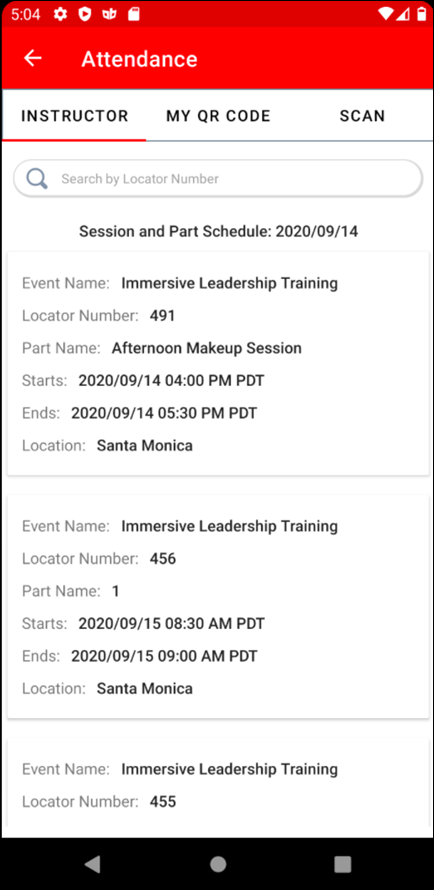 5:04
Attendance
INSTRUCTOR MY QR CODE SCAN
Search by Locator Number
Session and Part Schedule: 2020/09/14
Event Name: Immersive Leadership Training
Locator Number: 491
Part Name: Afternoon Makeup Session
Starts: 2020/09/14 04:00 PM PDT
Ends: 2020/09/14 05:30 PM PDT
Location: Santa Monica
Event Name: Immersive Leadership Training
Locator Number: 456
Part Name: 1
Starts: 2020/09/15 08:30 AM PDT
Ends: 2020/09/15 09:00 AM PDT
Location: Santa Monica
Event Name: Immersive Leadership Training
Locator Number: 455